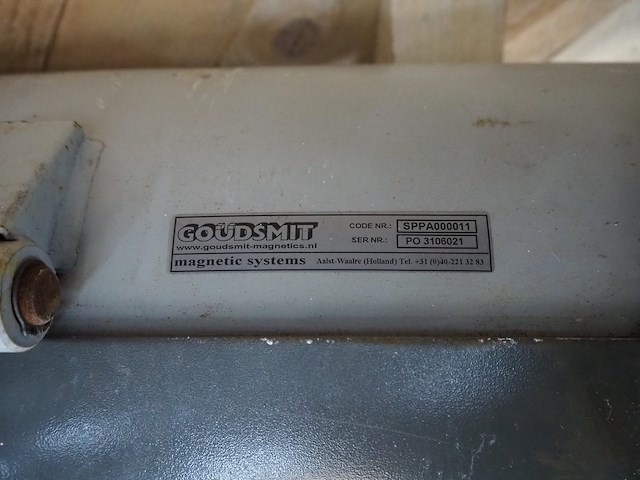 GOUDSMIT
www.goudsmit-magnetics.nl
CODE NR.: SPPA000011
SER NR.: PO 3106021
magnetic systems Aalst-Waalre (Holland) Tel. +31 (0)40-221 32 83